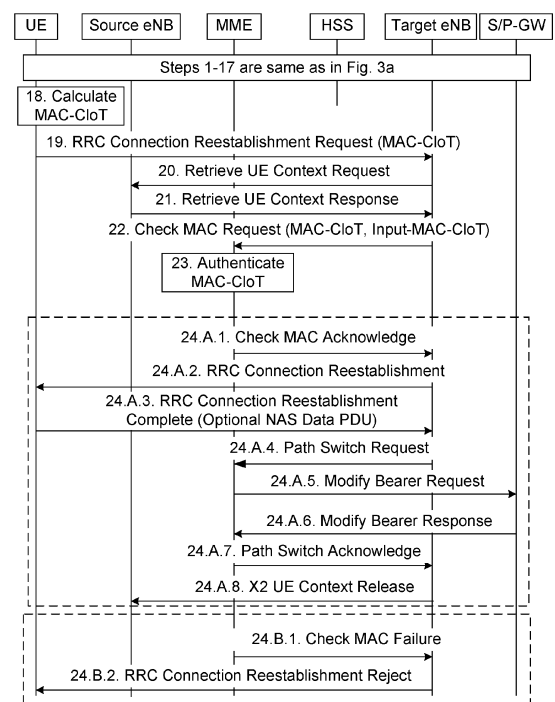 UE
Source eNB
MME
HSS
Target eNB
S/P-GW
Steps 1-17 are same as in Fig. 3a
18. Calculate
MAC-CIoT
19. RRC Connection Reestablishment Request (MAC-CIoT)
20. Retrieve UE Context Request
21. Retrieve UE Context Response
22. Check MAC Request (MAC-CIoT, Input-MAC-CIoT)
23. Authenticate
MAC-CIoT
24.A.1. Check MAC Acknowledge
24.A.2. RRC Connection Reestablishment
24.A.3. RRC Connection Reestablishment
Complete (Optional NAS Data PDU)
24.A.4. Path Switch Request
24.A.5. Modify Bearer Request
24.A.6. Modify Bearer Response
24.A.7. Path Switch Acknowledge
24.A.8. X2 UE Context Release
24.B.1. Check MAC Failure
24.B.2. RRC Connection Reestablishment Reject